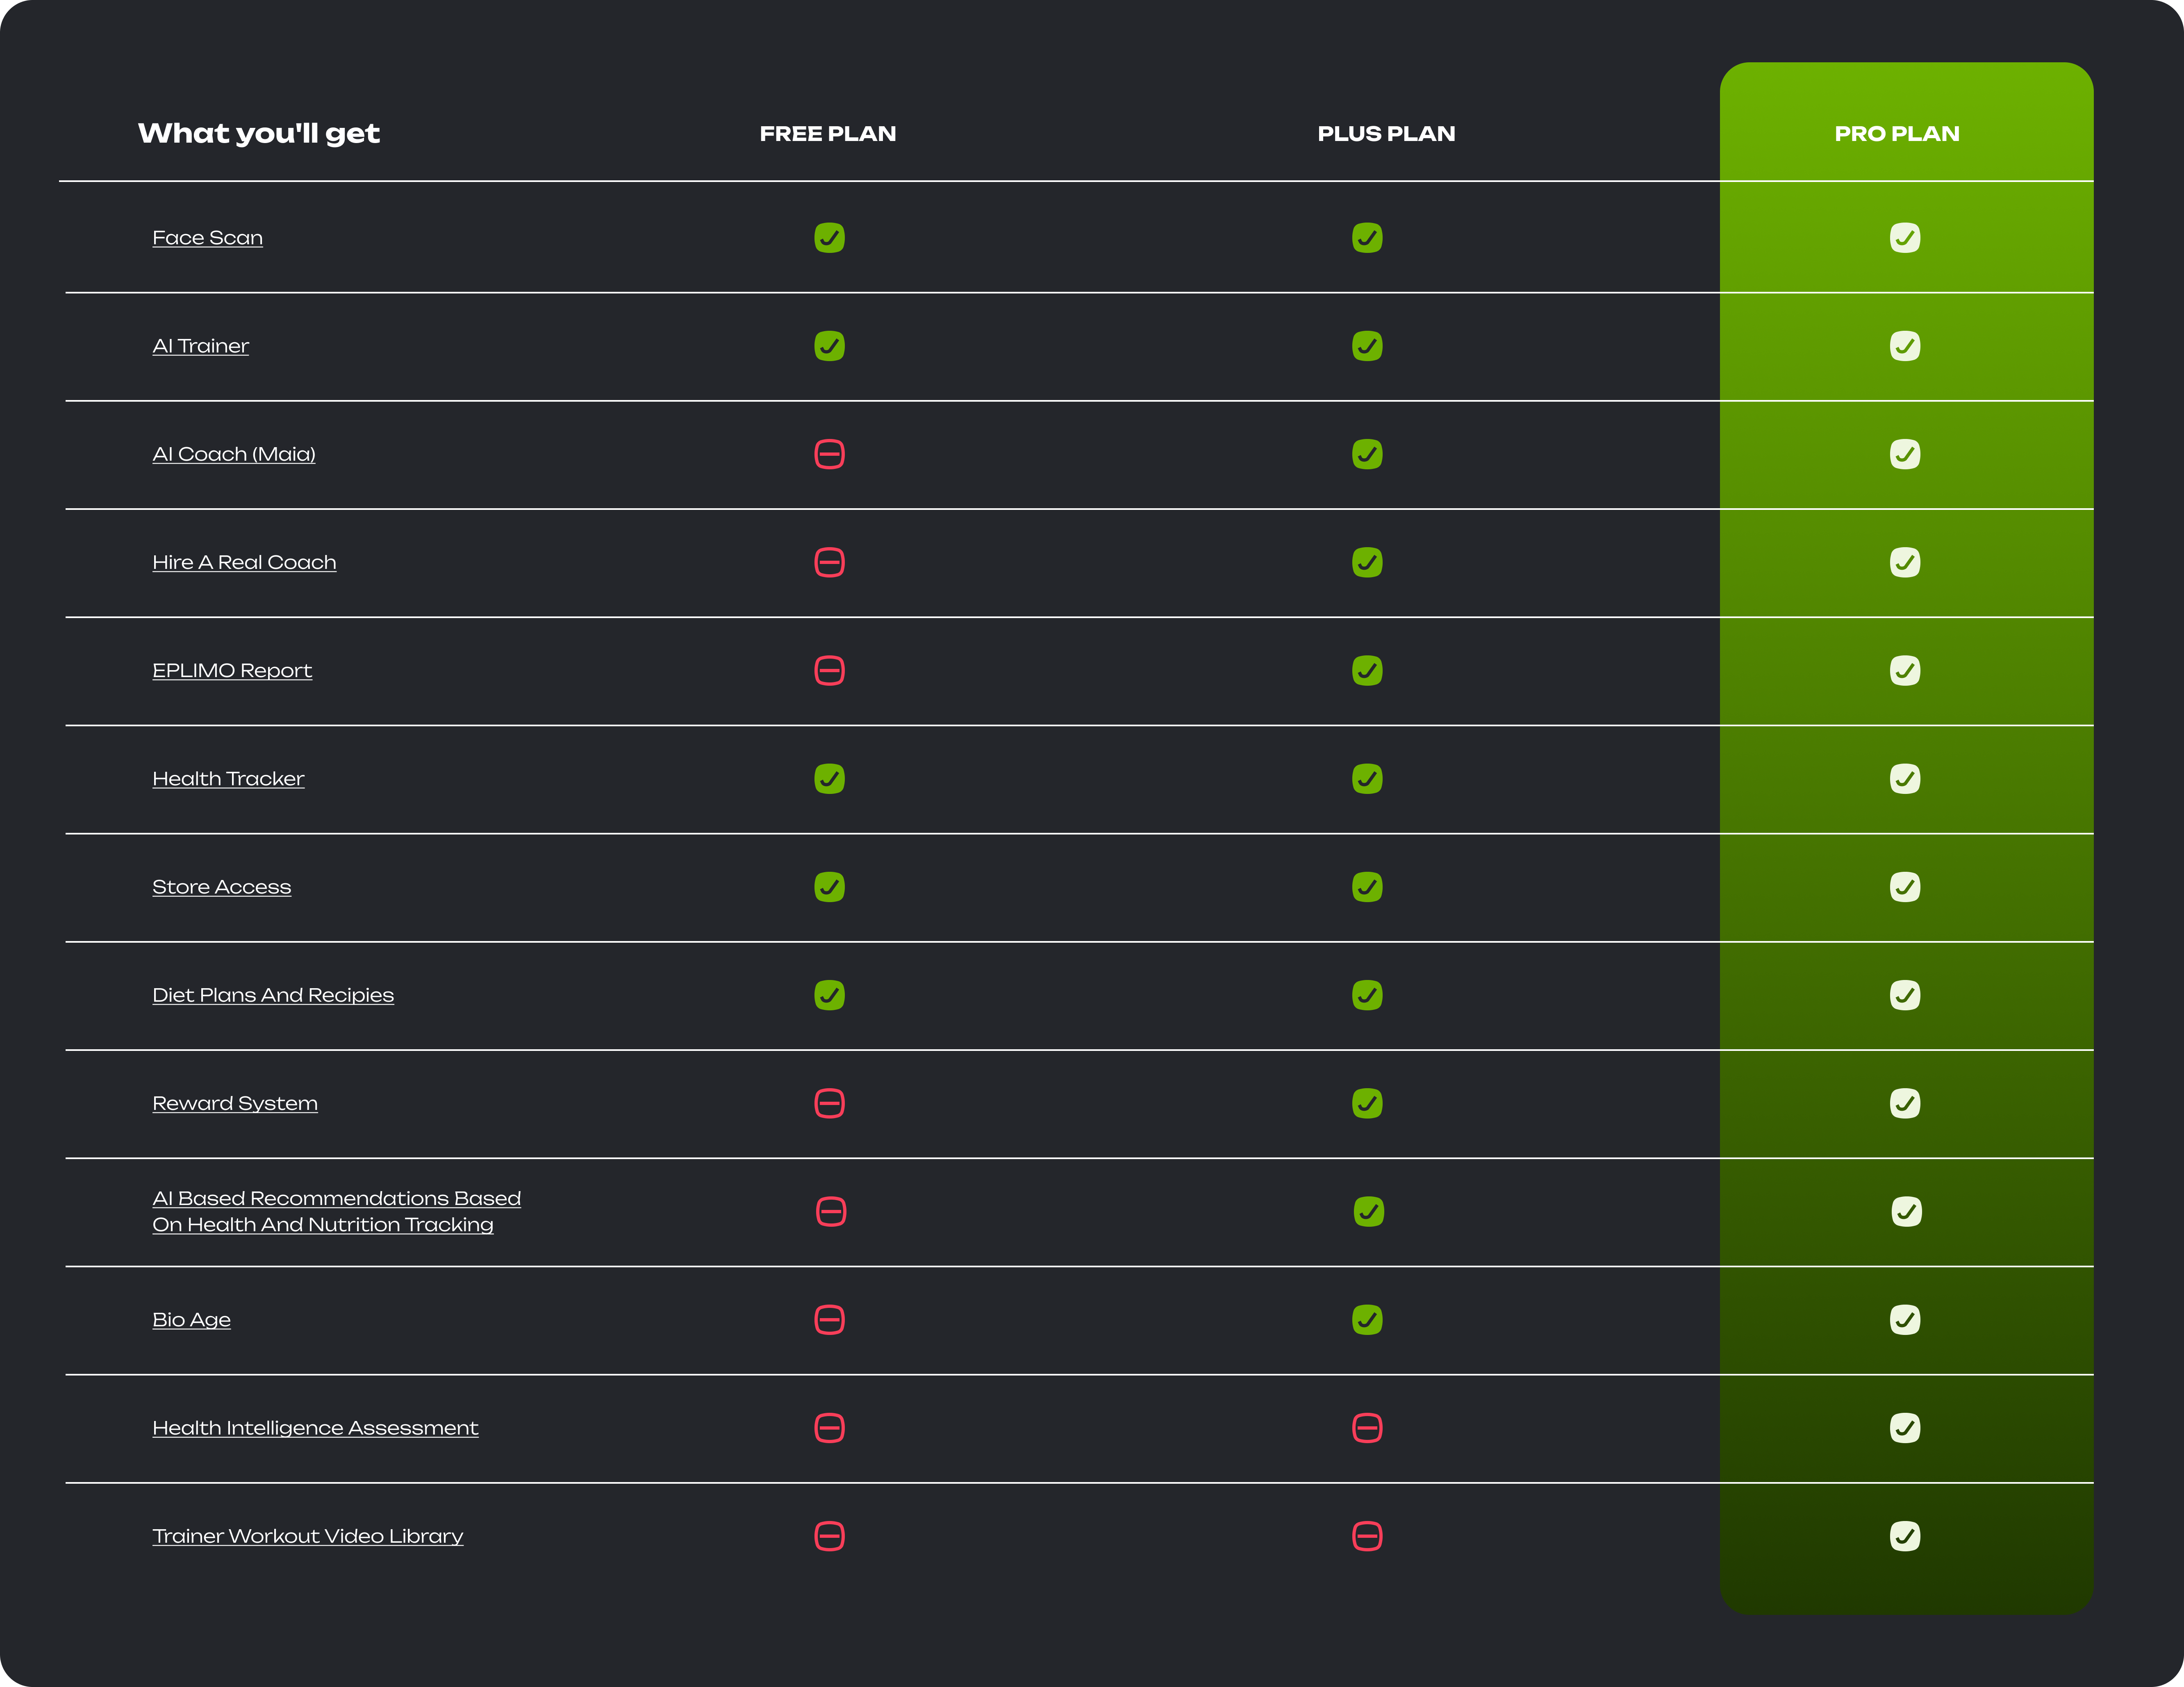 What you'll get FREE PLAN PLUS PLAN PRO PLAN
Face Scan
AI Trainer
AI Coach (Maia)
Hire A Real Coach
EPLIMO Report
Health Tracker
Store Access
Diet Plans And Recipies
Reward System
AI Based Recommendations Based
On Health And Nutrition Tracking
Bio Age
Health Intelligence Assessment
Trainer Workout Video Library